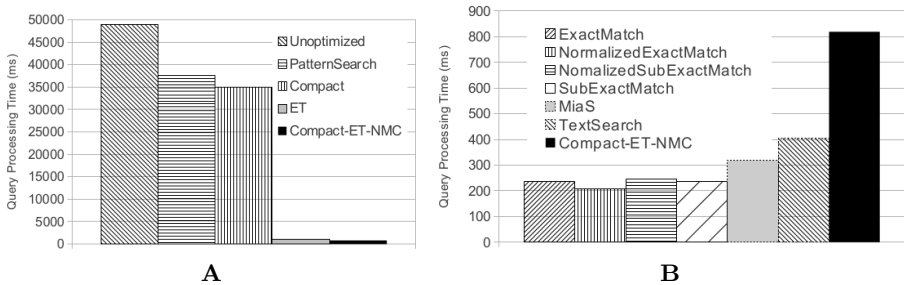 Query Processing Time (ms)
50000
45000
40000
35000
30000
25000
20000
15000
10000
5000
0
Unoptimized
PatternSearch
Compact
ET
Compact-ET-NMC
A
Query Processing Time (ms)
900
800
700
600
500
400
300
200
100
0
ExactMatch
NormalizedExactMatch
NomalizedSubExactMatch
SubExactMatch
MiaS
TextSearch
Compact-ET-NMC
B